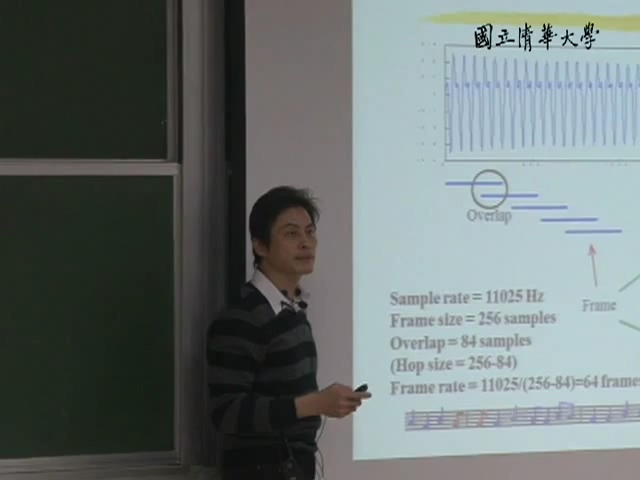 國立清華大學
Overlap
Frame
Sample rate = 11025 Hz
Frame size = 256 samples
Overlap = 84 samples
(Hop size = 256-84)
Frame rate = 11025/(256-84)=64 frames